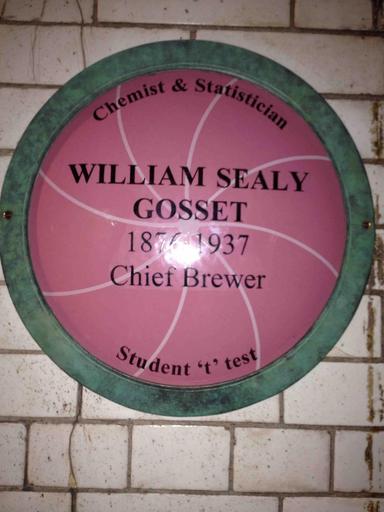 Chemist & Statistician
WILLIAM SEALY
GOSSET
1876-1937
Chief Brewer
Student 't' test